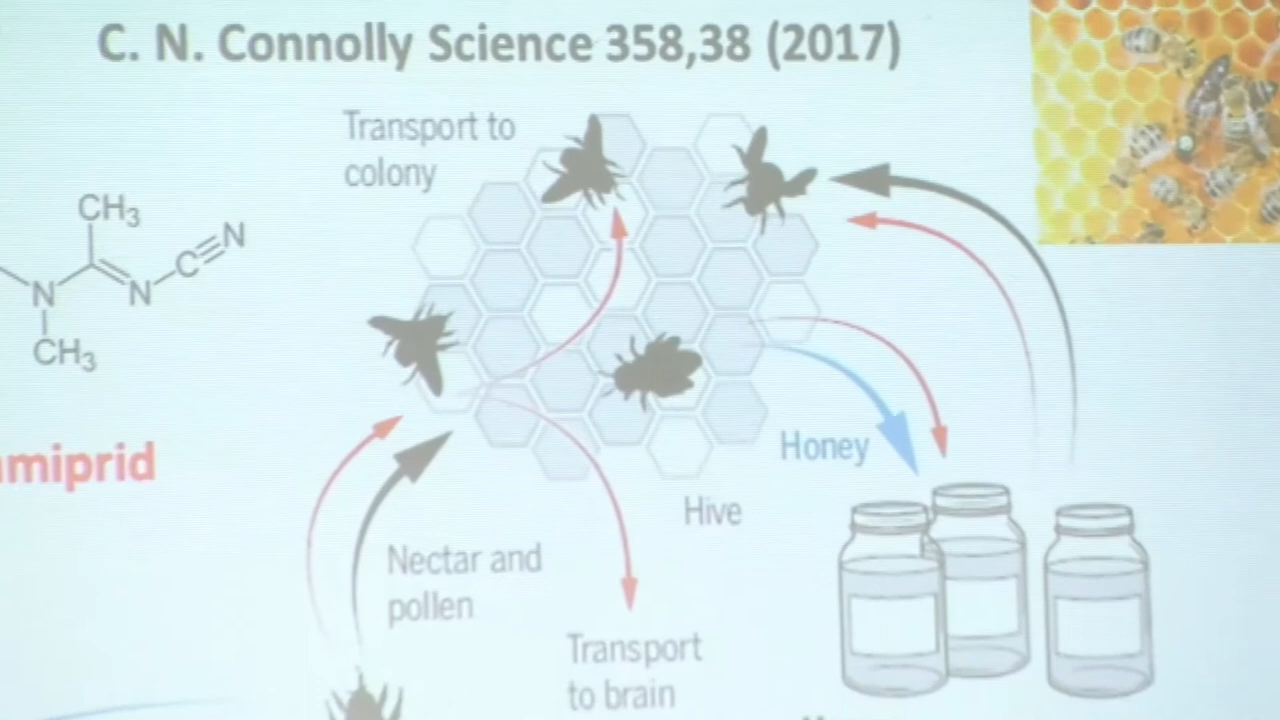 C. N. Connolly Science 358,38 (2017)
Transport to
colony
CH3
N
C
N
N
CH3
miprid
Honey
Hive
Nectar and
pollen
Transport
to brain